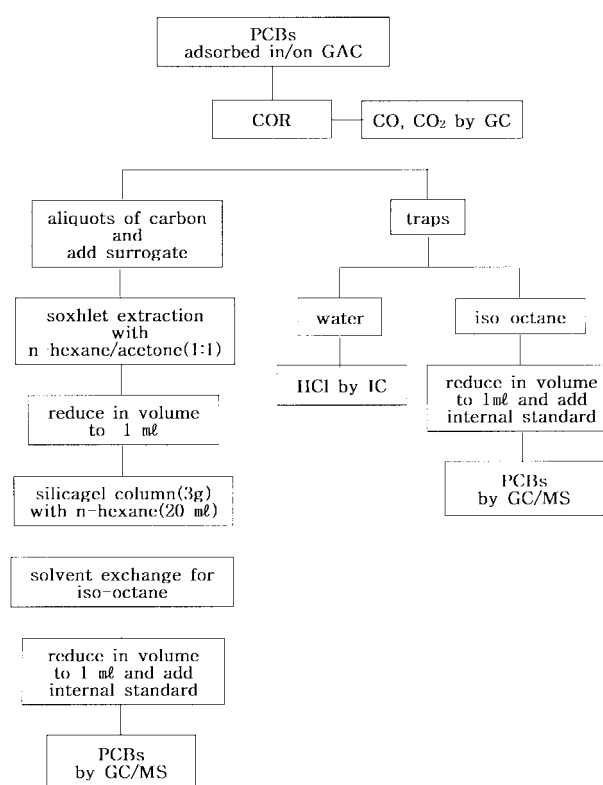 PCBs
adsorbed in/on GAC
COR
CO, CO₂ by GC
aliquots of carbon
and
add surrogate
traps
soxhlet extraction
with
n-hexane/acetone(1:1)
water
iso octane
reduce in volume
to 1 mℓ
HCl by IC
reduce in volume
to 1mℓ and add
internal standard
silicagel column(3g)
with n-hexane(20 mℓ)
PCBs
by GC/MS
solvent exchange for
iso-octane
reduce in volume
to 1 mℓ and add
internal standard
PCBs
by GC/MS